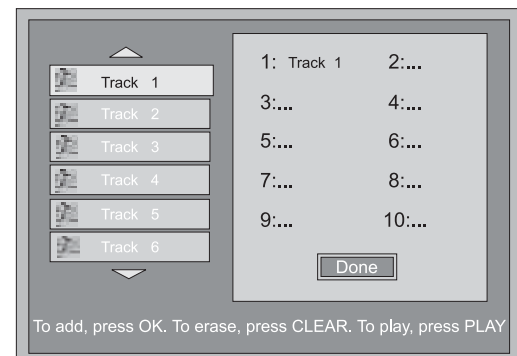 Track 1
Track 2
Track 3
Track 4
Track 5
Track 6
1: Track 1 2:...
3:... 4:...
5:... 6:...
7:... 8:...
9:... 10:...
Done
To add, press OK. To erase, press CLEAR. To play, press PLAY